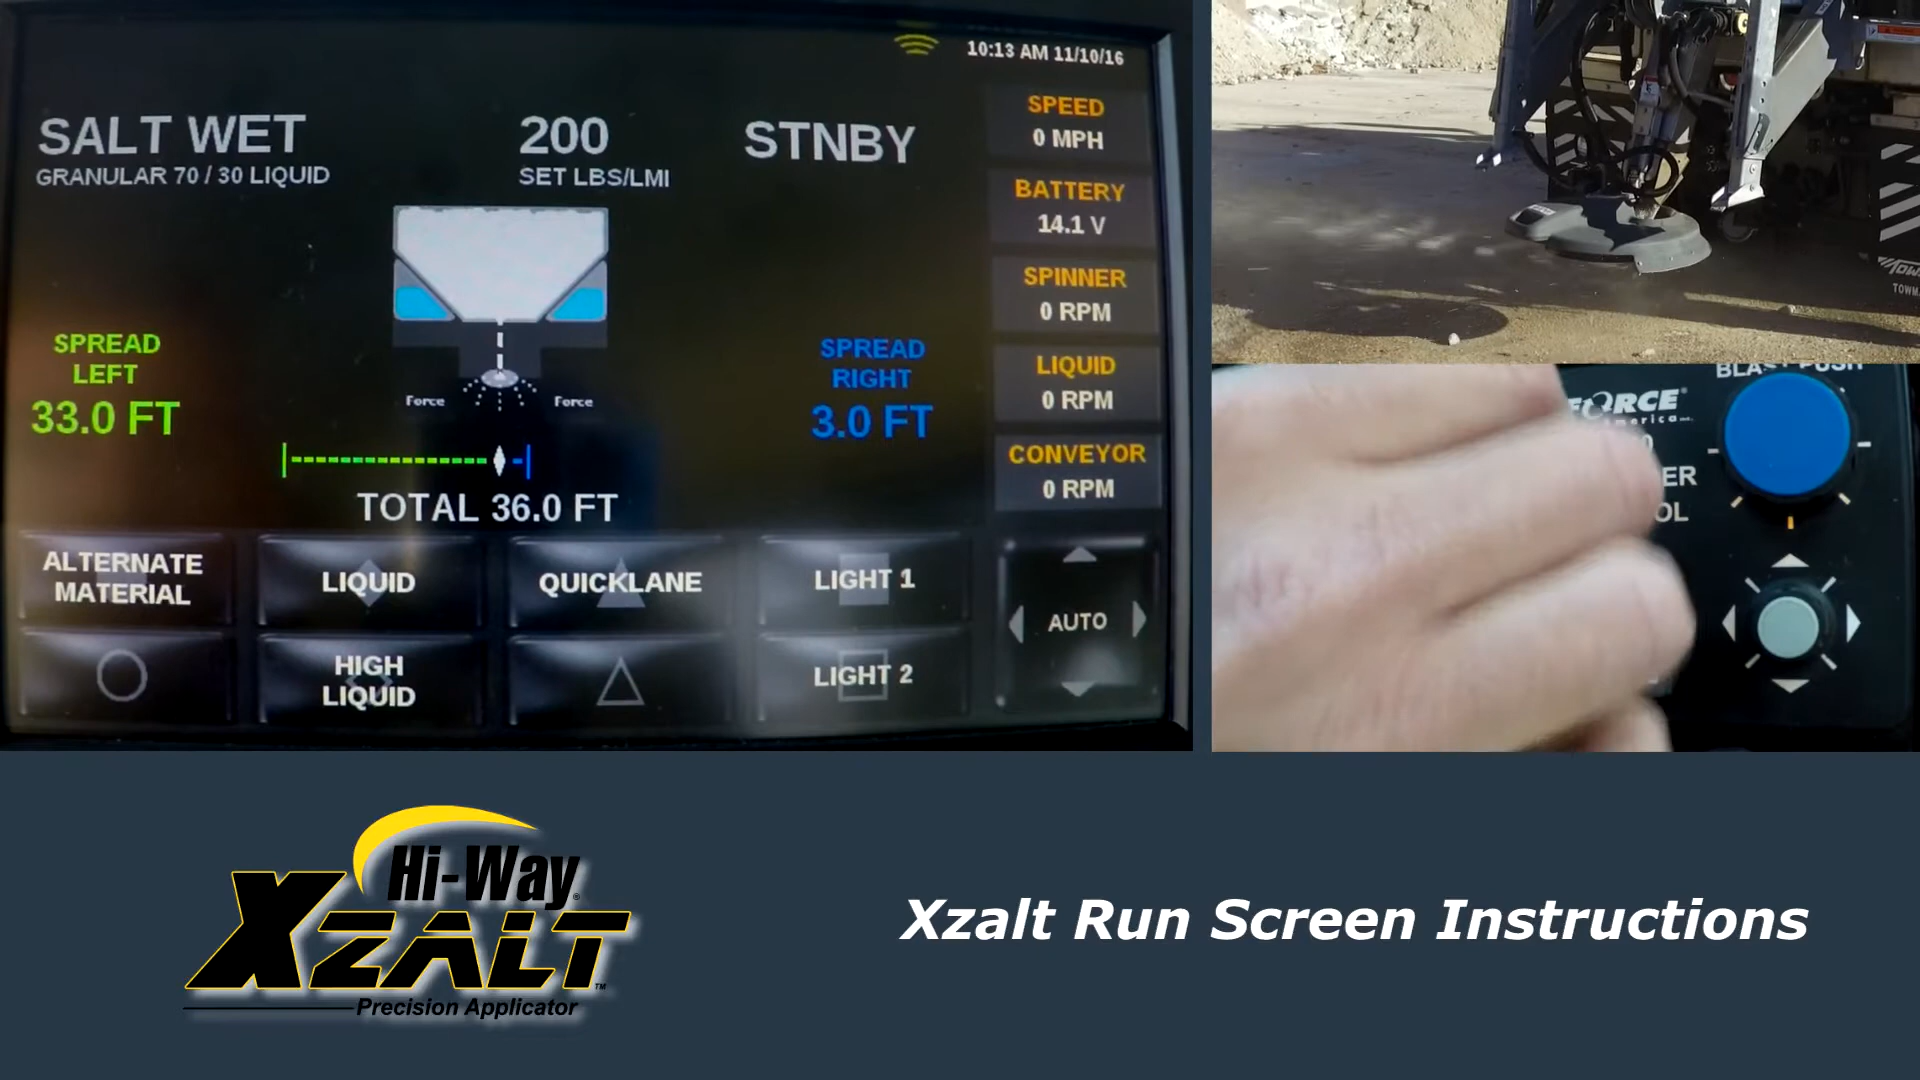 10:13 AM 11/10/16
SALT WET
GRANULAR 70 / 30 LIQUID
200
SET LBS/LMI
STNBY
SPEED
0 MPH
BATTERY
14.1 V
SPINNER
0 RPM
LIQUID
0 RPM
CONVEYOR
0 RPM
SPREAD
LEFT
33.0 FT
Force
Force
SPREAD
RIGHT
3.0 FT
TOTAL 36.0 FT
ALTERNATE
MATERIAL
LIQUID
QUICKLANE
LIGHT 1
HIGH
LIQUID
LIGHT 2
AUTO
Hi-Way®
XZALT™
Precision Applicator
Xzalt Run Screen Instructions